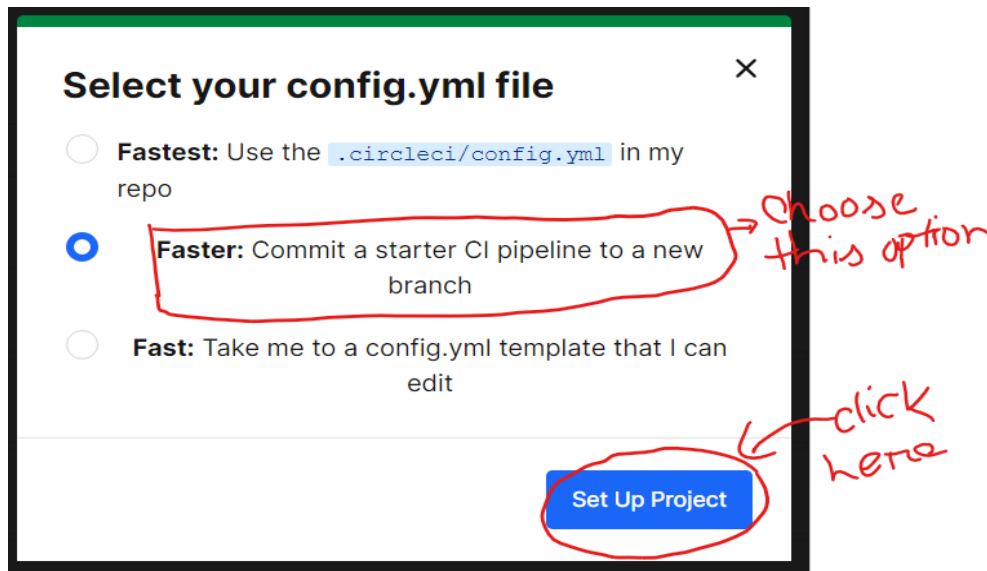 Select your config.yml file
Fastest: Use the .circleci/config.yml in my
repo
Faster: Commit a starter CI pipeline to a new
branch
Choose
this option
Fast: Take me to a config.yml template that I can
edit
click
here
Set Up Project